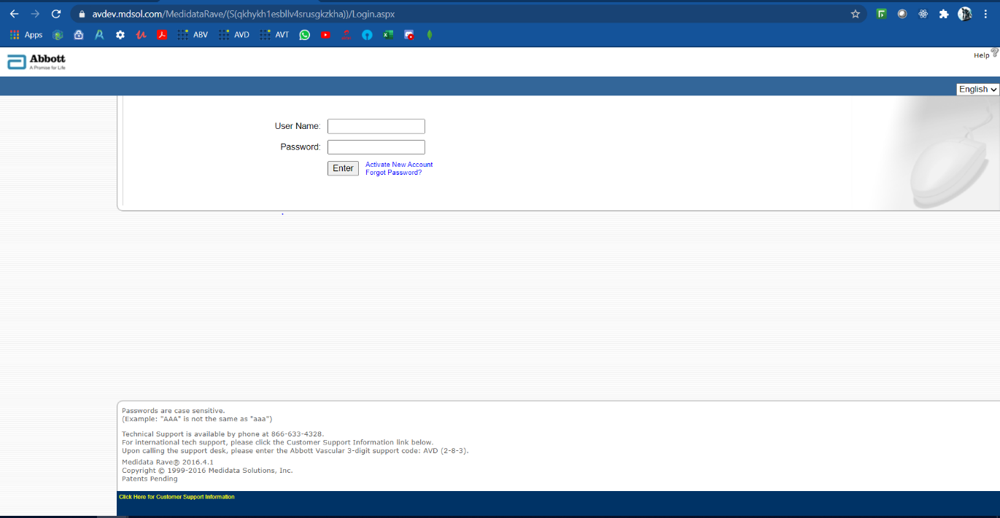 avdev.mdsol.com/MedidataRave/(S(qkhykh1esbllv4srusgkzkha))/Login.aspx
Apps ABV AVD AVT
Abbott
A Promise for Life
Help
English
User Name:
Password:
Enter
Activate New Account
Forgot Password?
Passwords are case sensitive.
(Example: "AAA" is not the same as "aaa")
Technical Support is available by phone at 866-633-4328.
For international tech support, please click the Customer Support Information link below.
Upon calling the support desk, please enter the Abbott Vascular 3-digit support code: AVD (2-8-3).
Medidata Rave® 2016.4.1
Copyright © 1999-2016 Medidata Solutions, Inc.
Patents Pending
Click Here for Customer Support Information